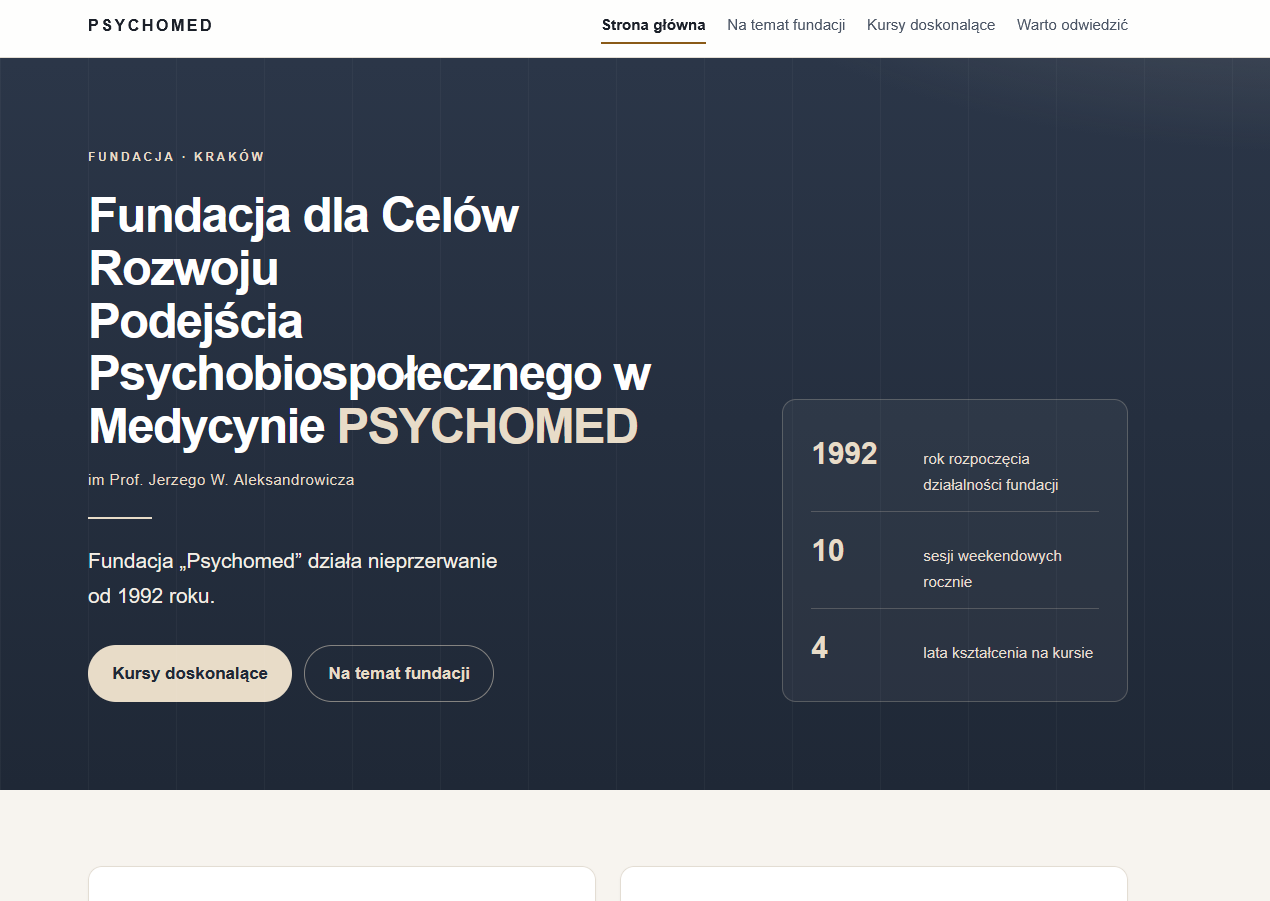 PSYCHOMED
Strona główna
Na temat fundacji
Kursy doskonalące
Warto odwiedzić
FUNDACJA · KRAKÓW
Fundacja dla Celów
Rozwoju
Podejścia
Psychobiospołecznego w
Medycynie PSYCHOMED
im Prof. Jerzego W. Aleksandrowicza
Fundacja „Psychomed” działa nieprzerwanie
od 1992 roku.
Kursy doskonalące
Na temat fundacji
1992
rok rozpoczęcia
działalności fundacji
10
sesji weekendowych
rocznie
4
lata kształcenia na kursie